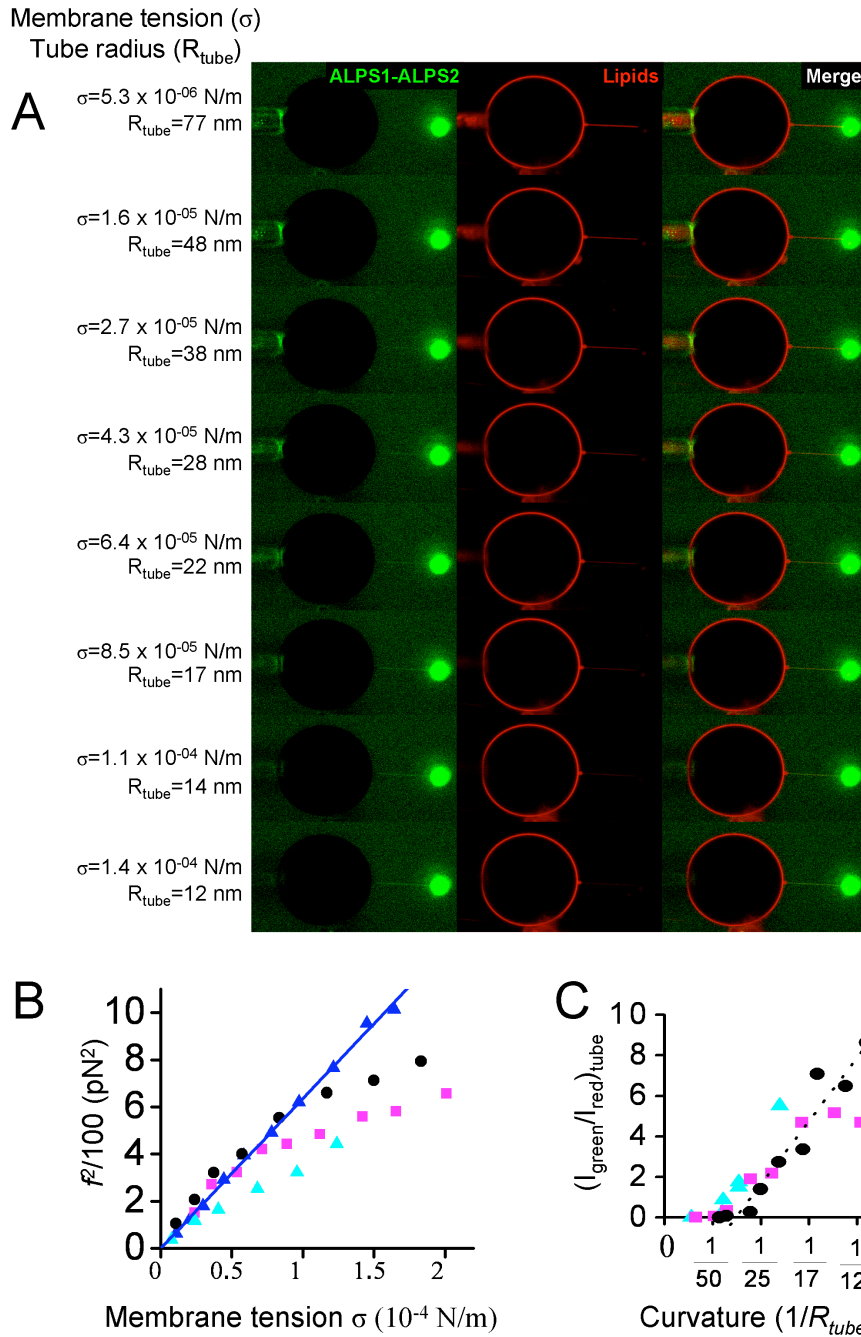 Membrane tension (σ)
Tube radius (Rtube)
A
ALPS1-ALPS2
Lipids
Merge
σ=5.3 x 10-06 N/m
Rtube=77 nm
σ=1.6 x 10-05 N/m
Rtube=48 nm
σ=2.7 x 10-05 N/m
Rtube=38 nm
σ=4.3 x 10-05 N/m
Rtube=28 nm
σ=6.4 x 10-05 N/m
Rtube=22 nm
σ=8.5 x 10-05 N/m
Rtube=17 nm
σ=1.1 x 10-04 N/m
Rtube=14 nm
σ=1.4 x 10-04 N/m
Rtube=12 nm
B
f2/100 (pN2)
10
8
6
4
2
0
0 0.5 1 1.5 2
Membrane tension σ (10-4 N/m)
C
(Igreen/Ired)tube
10
8
6
4
2
0
0 1 1 1 1
50 25 17 12
Curvature (1/Rtube